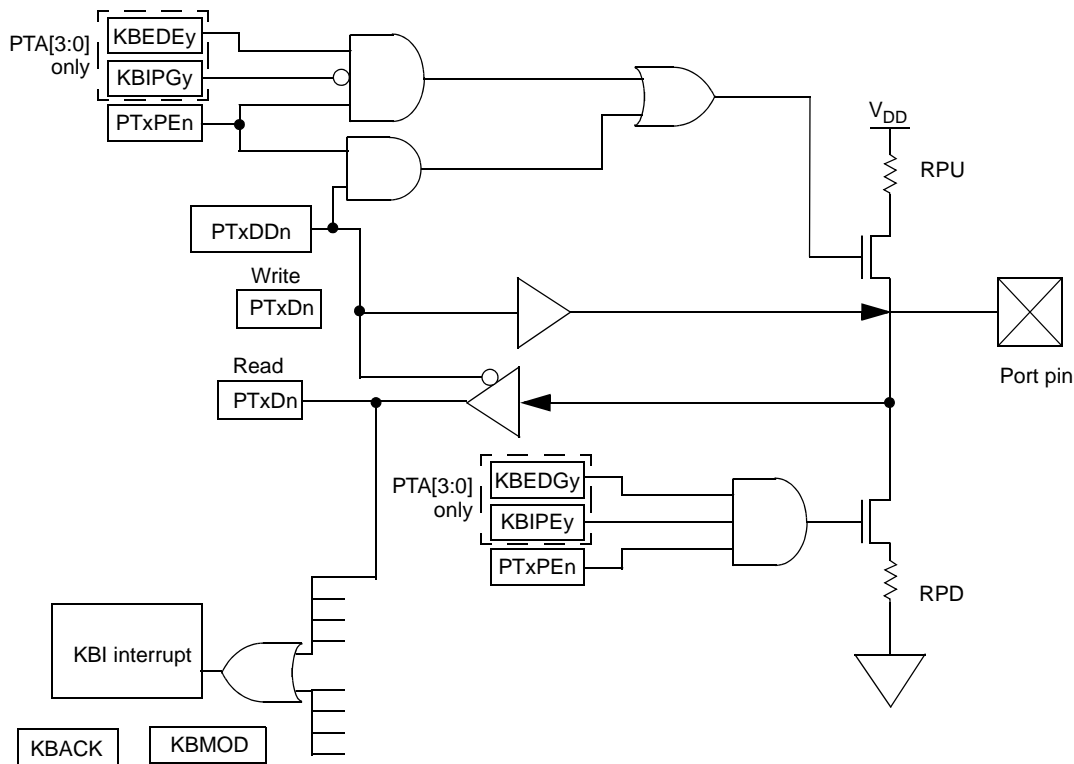 PTA[3:0]
only
KBEDEy
KBIPGy
PTxPEn
VDD
RPU
PTxDDn
Write
PTxDn
Read
PTxDn
Port pin
PTA[3:0]
only
KBEDGy
KBIPEy
PTxPEn
RPD
KBI interrupt
KBACK
KBMOD